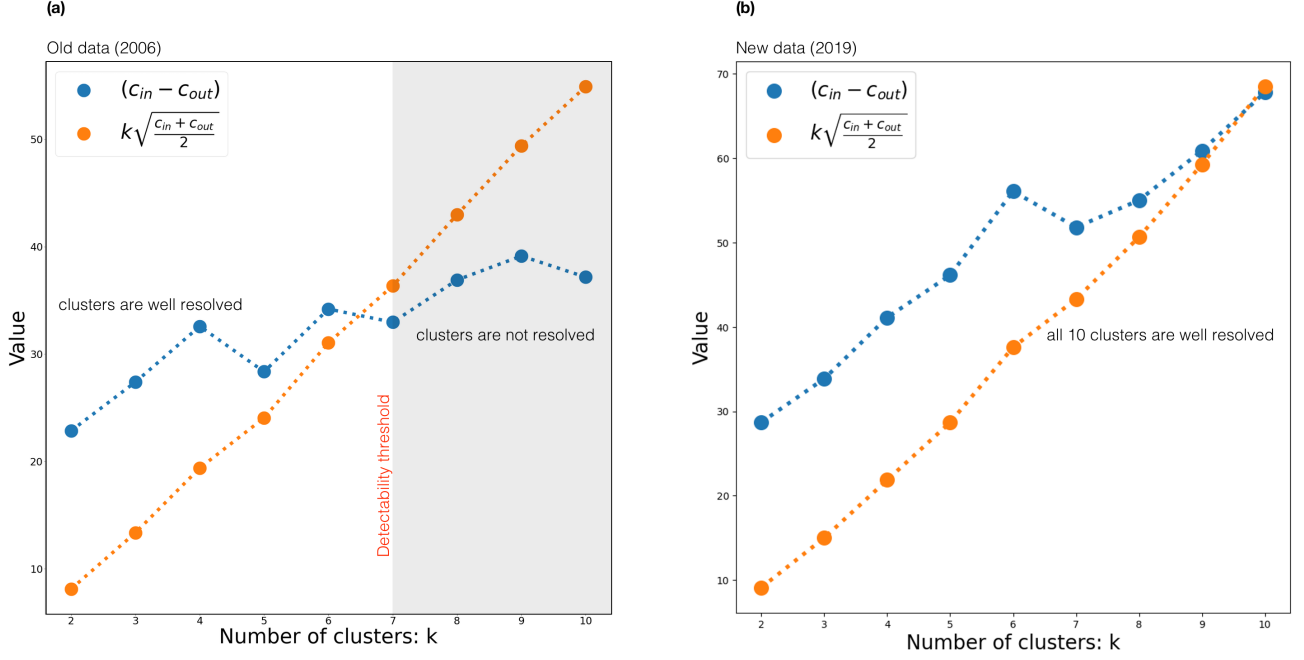 (a)
Old data (2006)
(c_in − c_out)
k√((c_in + c_out)/2)
50
40
30
20
10
Value
clusters are well resolved
clusters are not resolved
Detectability threshold
2 3 4 5 6 7 8 9 10
Number of clusters: k
(b)
New data (2019)
(c_in − c_out)
k√((c_in + c_out)/2)
70
60
50
40
30
20
10
Value
all 10 clusters are well resolved
2 3 4 5 6 7 8 9 10
Number of clusters: k